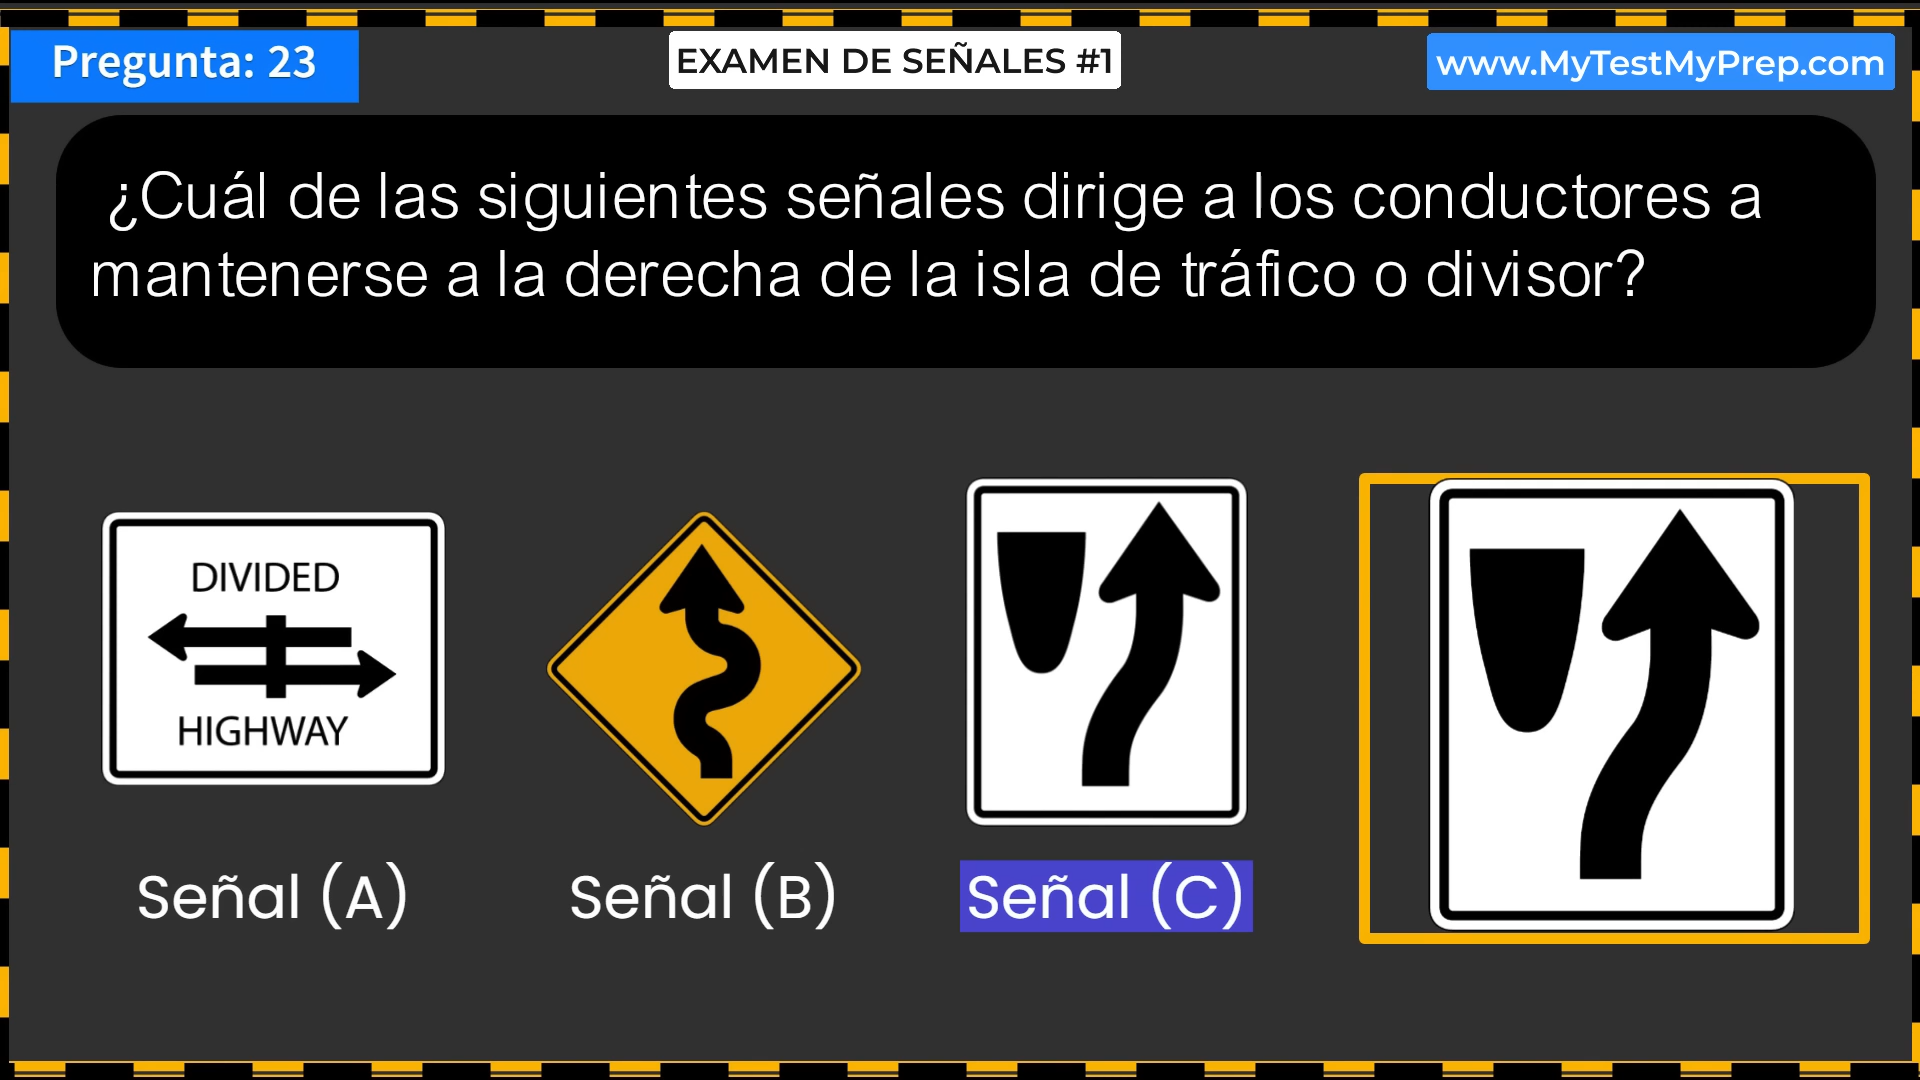 Pregunta: 23
EXAMEN DE SEÑALES #1
www.MyTestMyPrep.com
¿Cuál de las siguientes señales dirige a los conductores a
mantenerse a la derecha de la isla de tráfico o divisor?
DIVIDED
HIGHWAY
Señal (A)
Señal (B)
Señal (C)